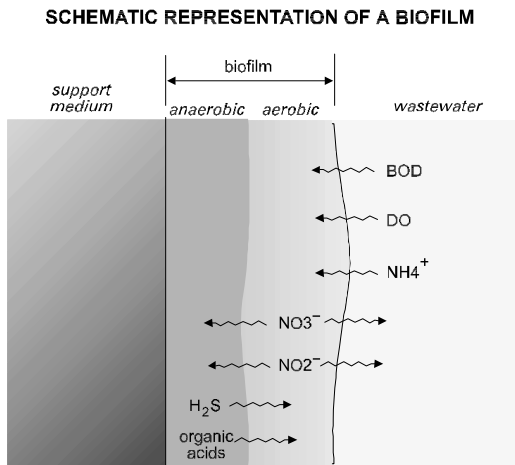 SCHEMATIC REPRESENTATION OF A BIOFILM
biofilm
support
medium
anaerobic aerobic
wastewater
BOD
DO
NH4⁺
NO3⁻
NO2⁻
H₂S
organic
acids